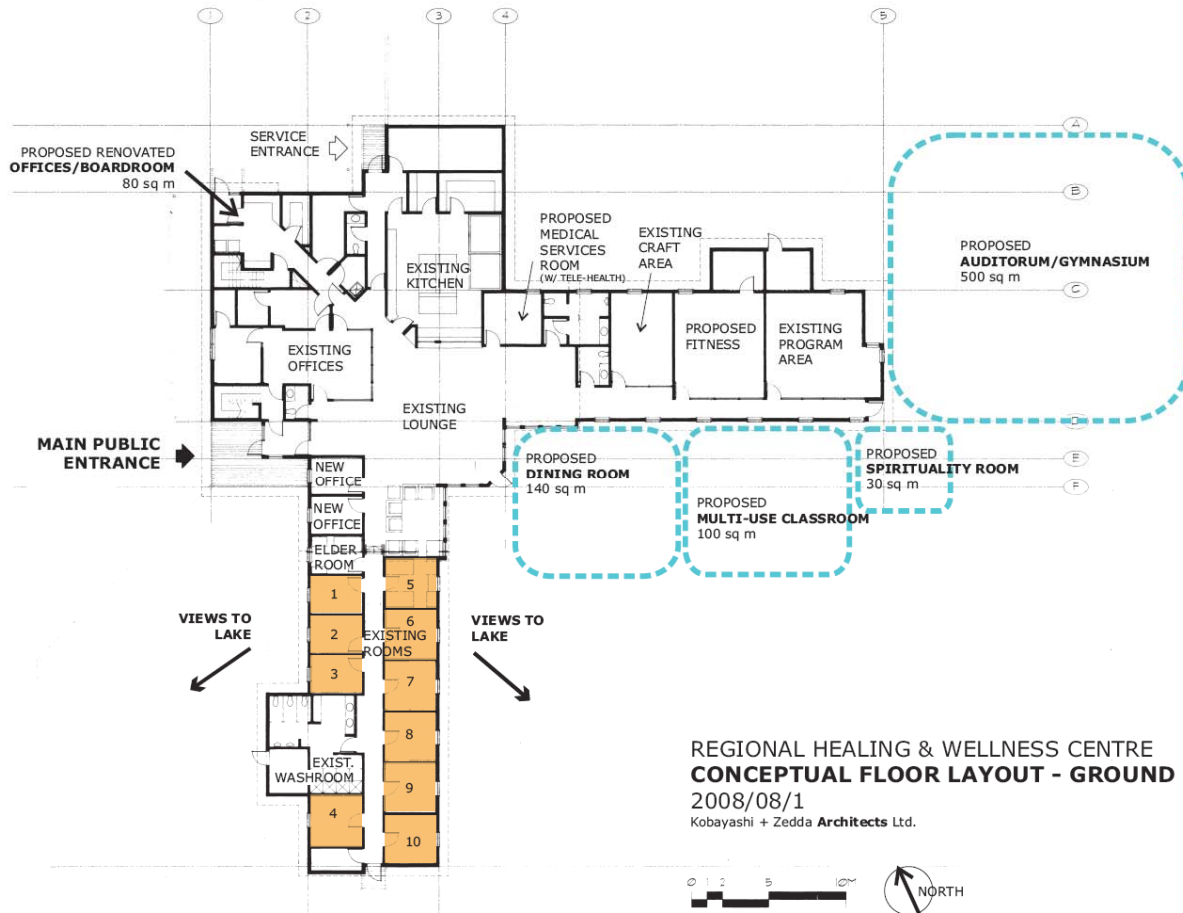 1
2
3
4
5
A
B
C
D
E
F
SERVICE
ENTRANCE
PROPOSED RENOVATED
OFFICES/BOARDROOM
80 sq m
EXISTING
KITCHEN
PROPOSED
MEDICAL
SERVICES
ROOM
(W/ TELE-HEALTH)
EXISTING
CRAFT
AREA
PROPOSED
FITNESS
EXISTING
PROGRAM
AREA
PROPOSED
AUDITORUM/GYMNASIUM
500 sq m
EXISTING
OFFICES
EXISTING
LOUNGE
MAIN PUBLIC
ENTRANCE
NEW
OFFICE
NEW
OFFICE
ELDER
ROOM
PROPOSED
DINING ROOM
140 sq m
PROPOSED
MULTI-USE CLASSROOM
100 sq m
PROPOSED
SPIRITUALITY ROOM
30 sq m
1
2
3
4
5
6
7
8
9
10
EXISTING
ROOMS
VIEWS TO
LAKE
VIEWS TO
LAKE
EXIST.
WASHROOM
REGIONAL HEALING & WELLNESS CENTRE
CONCEPTUAL FLOOR LAYOUT - GROUND
2008/08/1
Kobayashi + Zedda Architects Ltd.
0 1 2 5 10M
NORTH